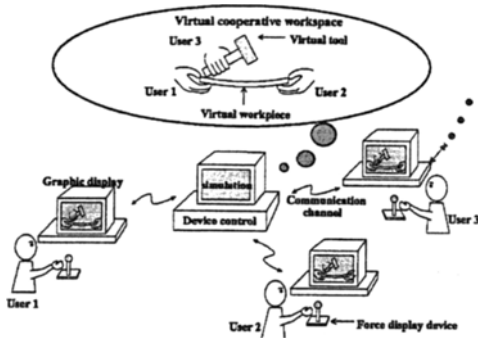 Virtual cooperative workspace
User 3
Virtual tool
User 1
User 2
Virtual workpiece
Graphic display
simulation
Device control
Communication
channel
User 3
User 1
User 2
Force display device